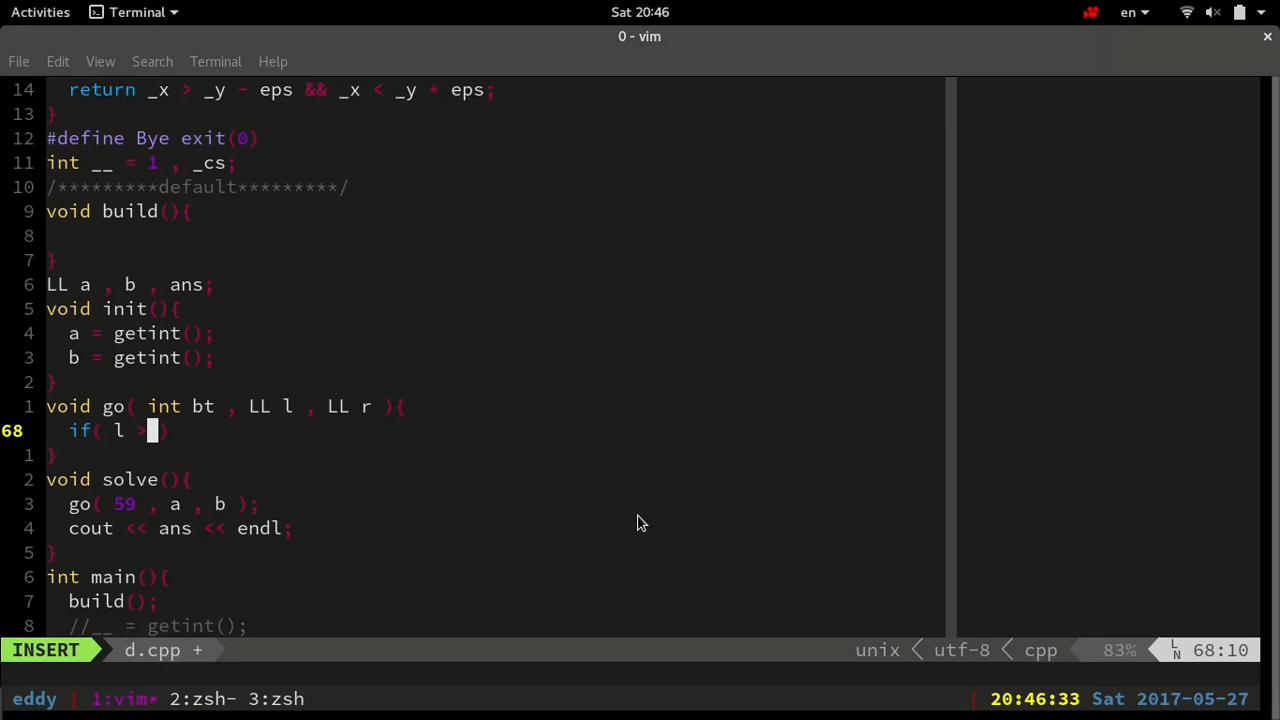 Activities Terminal Sat 20:46 en
0 - vim
File Edit View Search Terminal Help
14 return _x > _y - eps && _x < _y + eps;
13 }
12 #define Bye exit(0)
11 int __ = 1 , _cs;
10 /*********default*********/
9 void build(){
8
7 }
6 LL a , b , ans;
5 void init(){
4 a = getint();
3 b = getint();
2 }
1 void go( int bt , LL l , LL r ){
68 if( l > )
1 }
2 void solve(){
3 go( 59 , a , b );
4 cout << ans << endl;
5 }
6 int main(){
7 build();
8 //__ = getint();
INSERT d.cpp + unix utf-8 cpp 83% LN 68:10
eddy 1:vim* 2:zsh- 3:zsh 20:46:33 Sat 2017-05-27